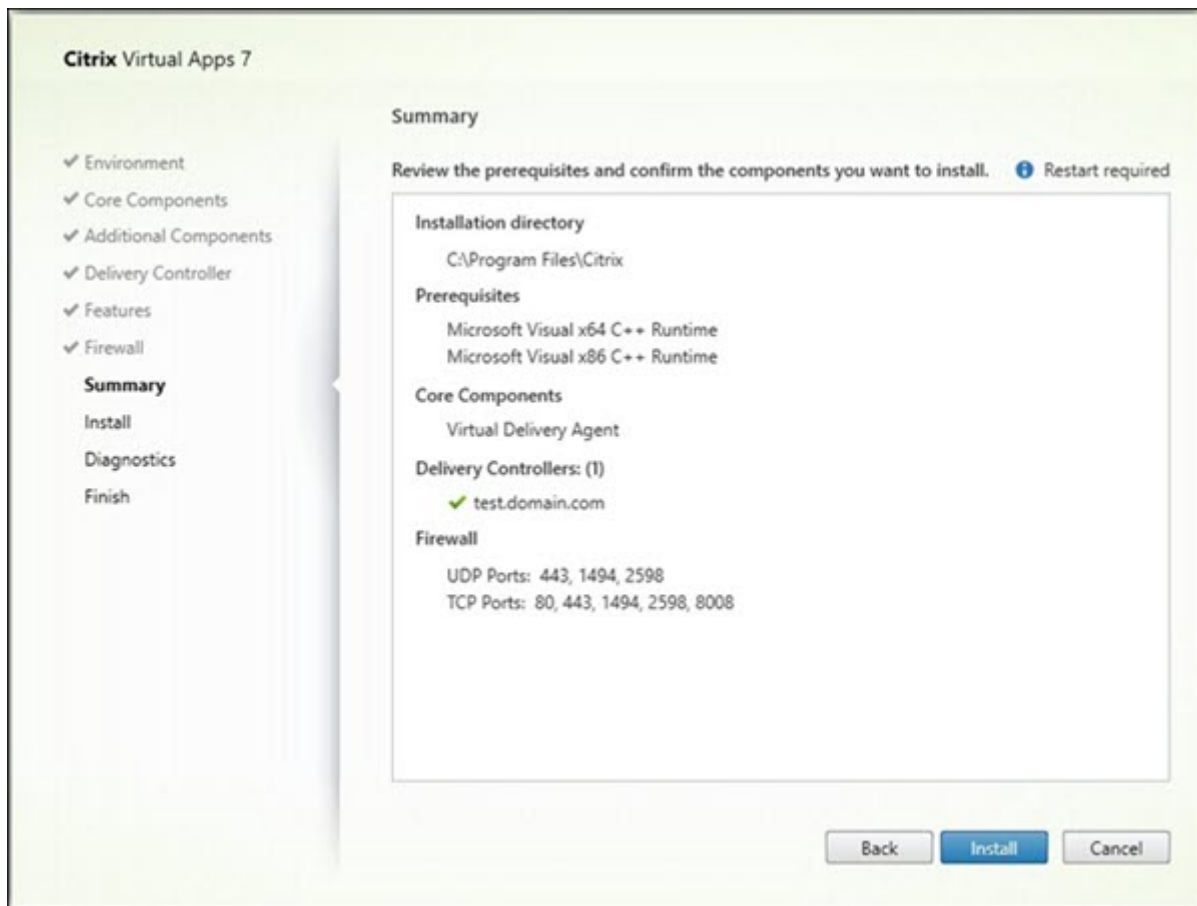 Citrix Virtual Apps 7
Summary
Environment
Core Components
Additional Components
Delivery Controller
Features
Firewall
Summary
Install
Diagnostics
Finish
Review the prerequisites and confirm the components you want to install. Restart required
Installation directory
C:\Program Files\Citrix
Prerequisites
Microsoft Visual x64 C++ Runtime
Microsoft Visual x86 C++ Runtime
Core Components
Virtual Delivery Agent
Delivery Controllers: (1)
test.domain.com
Firewall
UDP Ports: 443, 1494, 2598
TCP Ports: 80, 443, 1494, 2598, 8008
Back Install Cancel